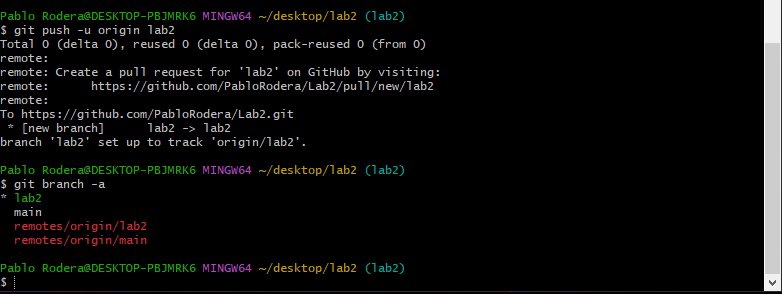 Pablo Rodera@DESKTOP-PBJMRK6 MINGW64 ~/desktop/lab2 (lab2)
$ git push -u origin lab2
Total 0 (delta 0), reused 0 (delta 0), pack-reused 0 (from 0)
remote:
remote: Create a pull request for 'lab2' on GitHub by visiting:
remote:      https://github.com/PabloRodera/Lab2/pull/new/lab2
remote:
To https://github.com/PabloRodera/Lab2.git
 * [new branch]      lab2 -> lab2
branch 'lab2' set up to track 'origin/lab2'.

Pablo Rodera@DESKTOP-PBJMRK6 MINGW64 ~/desktop/lab2 (lab2)
$ git branch -a
* lab2
  main
  remotes/origin/lab2
  remotes/origin/main

Pablo Rodera@DESKTOP-PBJMRK6 MINGW64 ~/desktop/lab2 (lab2)
$